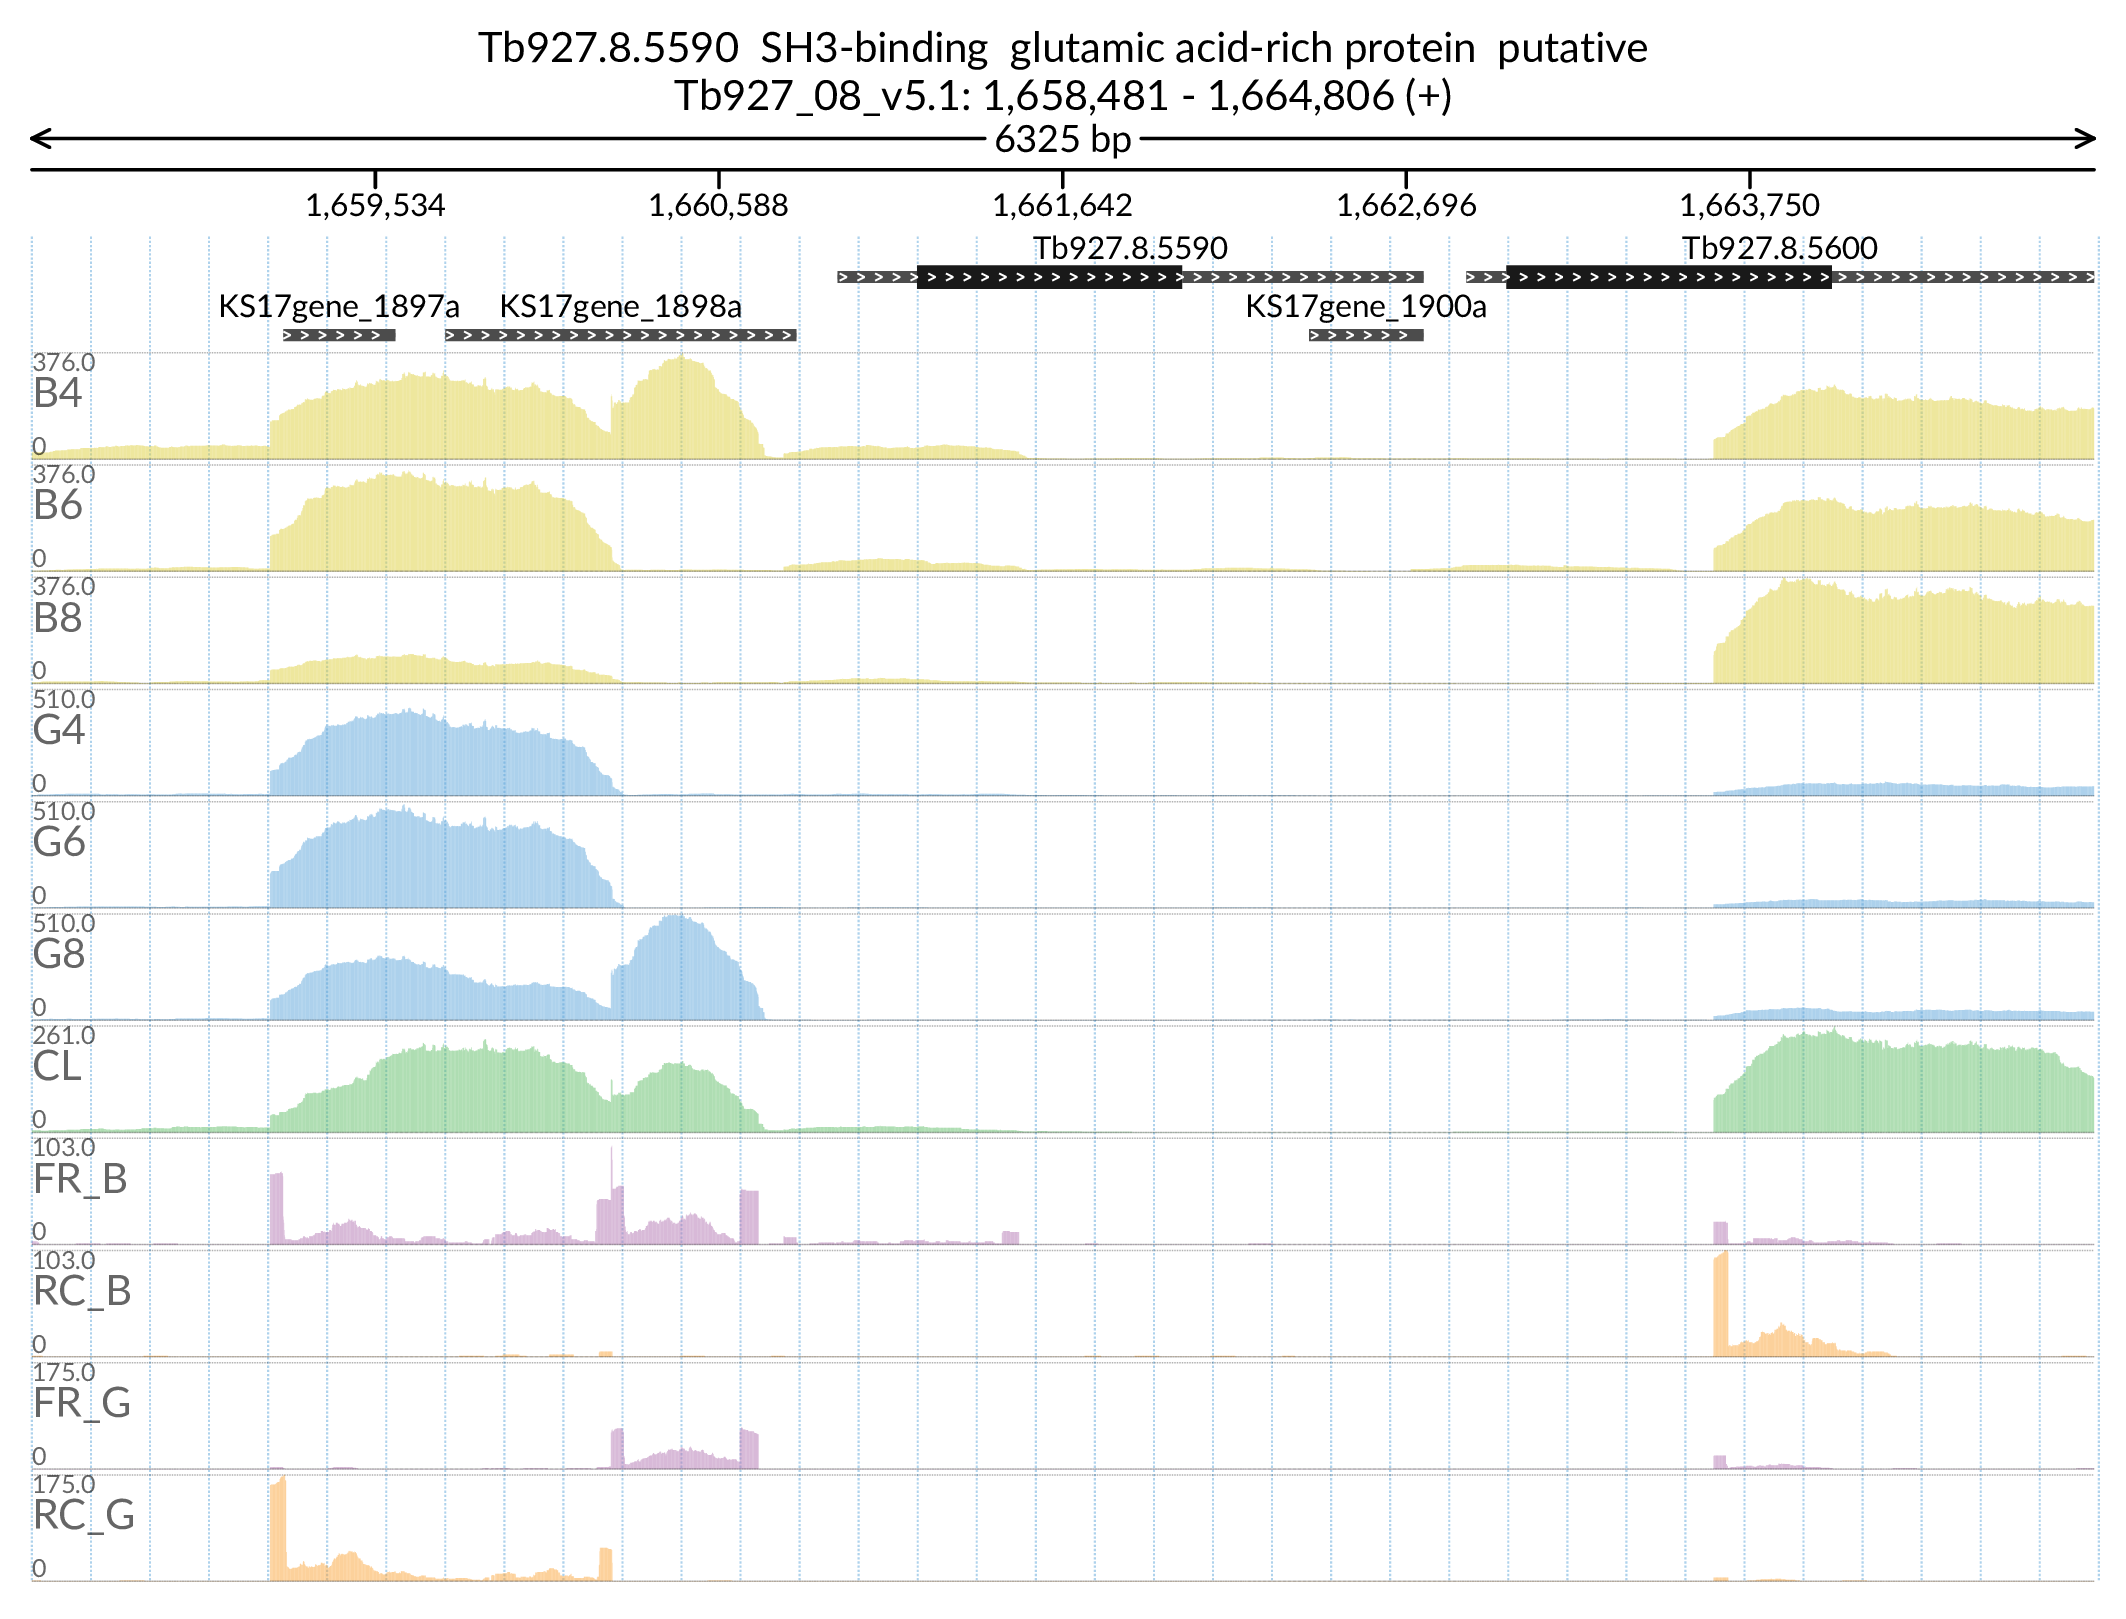 Tb927.8.5590 SH3-binding glutamic acid-rich protein putative
Tb927_08_v5.1: 1,658,481 - 1,664,806 (+)
6325 bp
1,659,534 1,660,588 1,661,642 1,662,696 1,663,750
Tb927.8.5590 Tb927.8.5600
KS17gene_1897a KS17gene_1898a KS17gene_1900a
376.0
B4
0
376.0
B6
0
376.0
B8
0
510.0
G4
0
510.0
G6
0
510.0
G8
0
261.0
CL
0
103.0
FR_B
0
103.0
RC_B
0
175.0
FR_G
0
175.0
RC_G
0